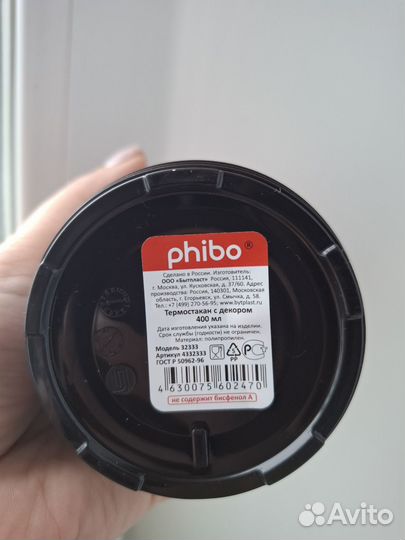 phibo®
Сделано в России. Изготовитель:
ООО «Бытпласт» Россия, 111141,
г. Москва, ул. Кусковская, д. 37/60. Адрес
производства: Россия, 140301, Московская
область, г. Егорьевск, ул. Смычка, д. 58.
Тел.: +7 (499) 270-56-95; www.bytplast.com
Термостакан с декором
400 мл
Дата изготовления указана на изделии.
Срок службы (годности) не ограничен.
Материал: полипропилен.
Модель 32333
Артикул 4332333
ГОСТ Р 50962-96
5
PP
4 630075 602470
не содержит бисфенол А
Avito